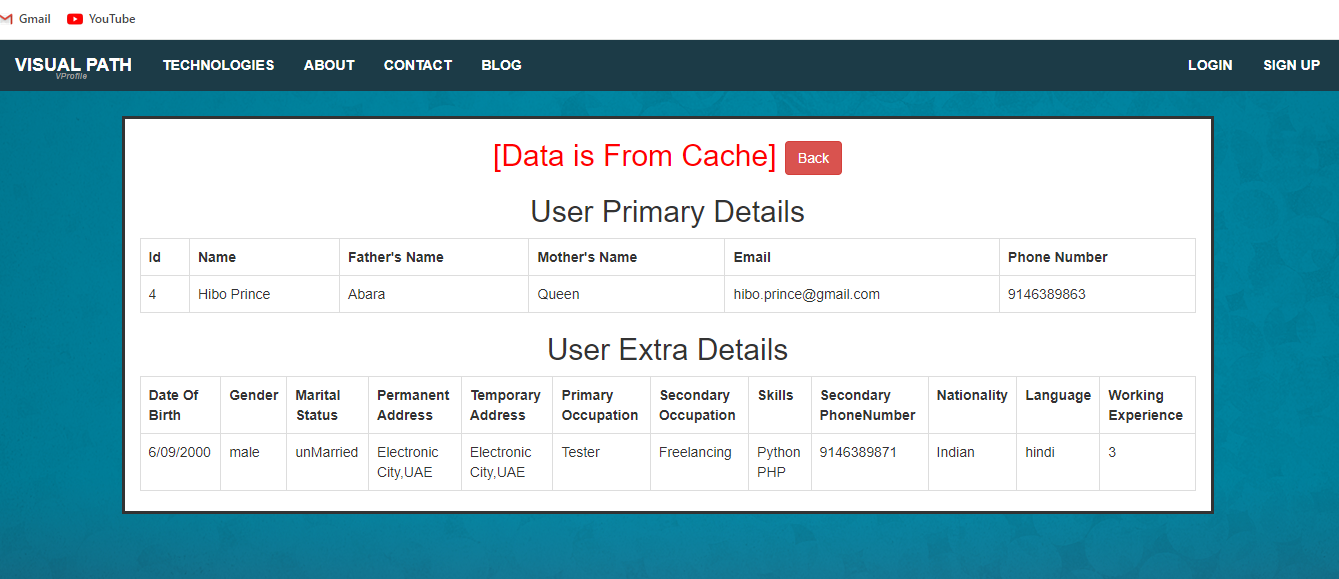 Gmail YouTube
VISUAL PATH TECHNOLOGIES ABOUT CONTACT BLOG LOGIN SIGN UP
VProfile
[Data is From Cache] Back
User Primary Details
Id Name Father's Name Mother's Name Email Phone Number
4 Hibo Prince Abara Queen hibo.prince@gmail.com 9146389863
User Extra Details
Date Of Gender Marital Permanent Temporary Primary Secondary Skills Secondary Nationality Language Working
Birth Status Address Address Occupation Occupation PhoneNumber Experience
6/09/2000 male unMarried Electronic Electronic Tester Freelancing Python 9146389871 Indian hindi 3
City,UAE City,UAE PHP